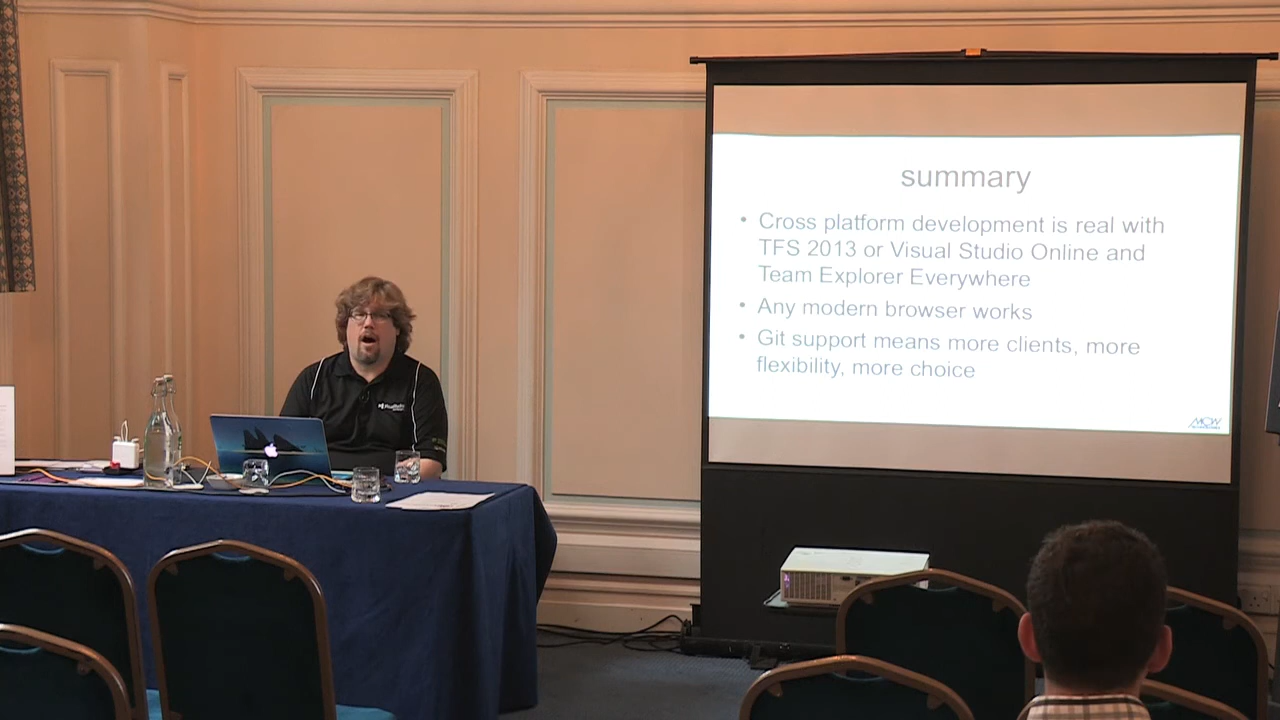 summary
• Cross platform development is real with
TFS 2013 or Visual Studio Online and
Team Explorer Everywhere
• Any modern browser works
• Git support means more clients, more
flexibility, more choice